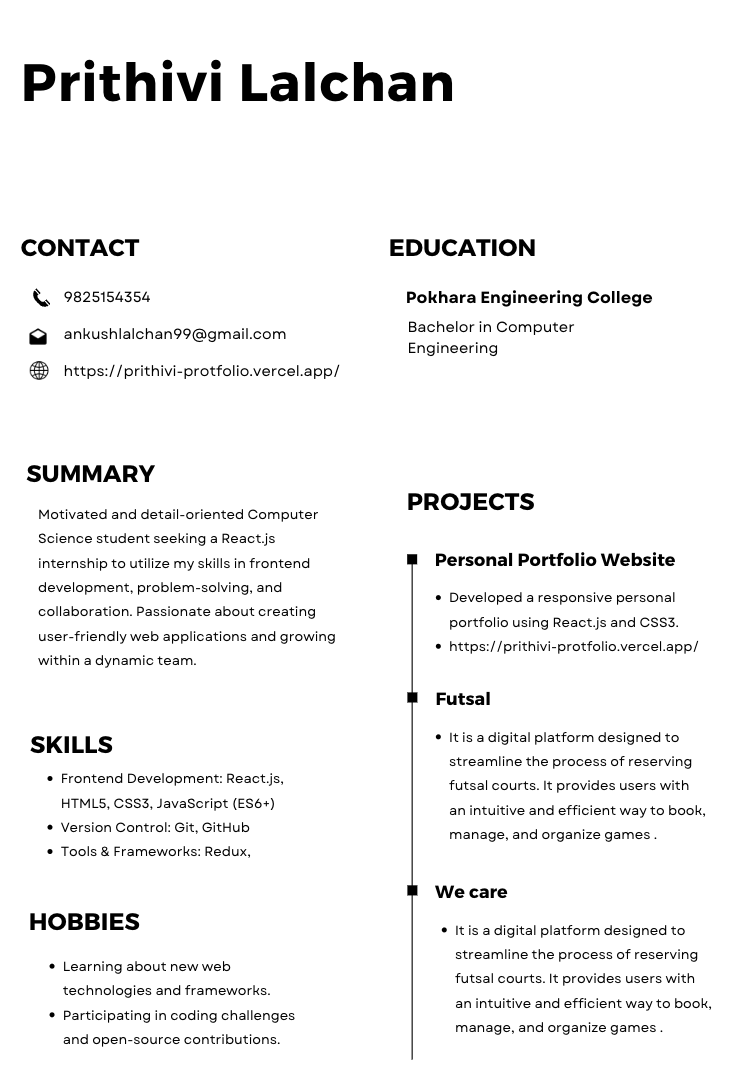 Prithivi Lalchan
CONTACT
9825154354
ankushlalchan99@gmail.com
https://prithivi-protfolio.vercel.app/
SUMMARY
Motivated and detail-oriented Computer
Science student seeking a React.js
internship to utilize my skills in frontend
development, problem-solving, and
collaboration. Passionate about creating
user-friendly web applications and growing
within a dynamic team.
SKILLS
• Frontend Development: React.js,
HTML5, CSS3, JavaScript (ES6+)
• Version Control: Git, GitHub
• Tools & Frameworks: Redux,
HOBBIES
• Learning about new web
technologies and frameworks.
• Participating in coding challenges
and open-source contributions.
EDUCATION
Pokhara Engineering College
Bachelor in Computer
Engineering
PROJECTS
Personal Portfolio Website
• Developed a responsive personal
portfolio using React.js and CSS3.
• https://prithivi-protfolio.vercel.app/
Futsal
• It is a digital platform designed to
streamline the process of reserving
futsal courts. It provides users with
an intuitive and efficient way to book,
manage, and organize games .
We care
• It is a digital platform designed to
streamline the process of reserving
futsal courts. It provides users with
an intuitive and efficient way to book,
manage, and organize games .